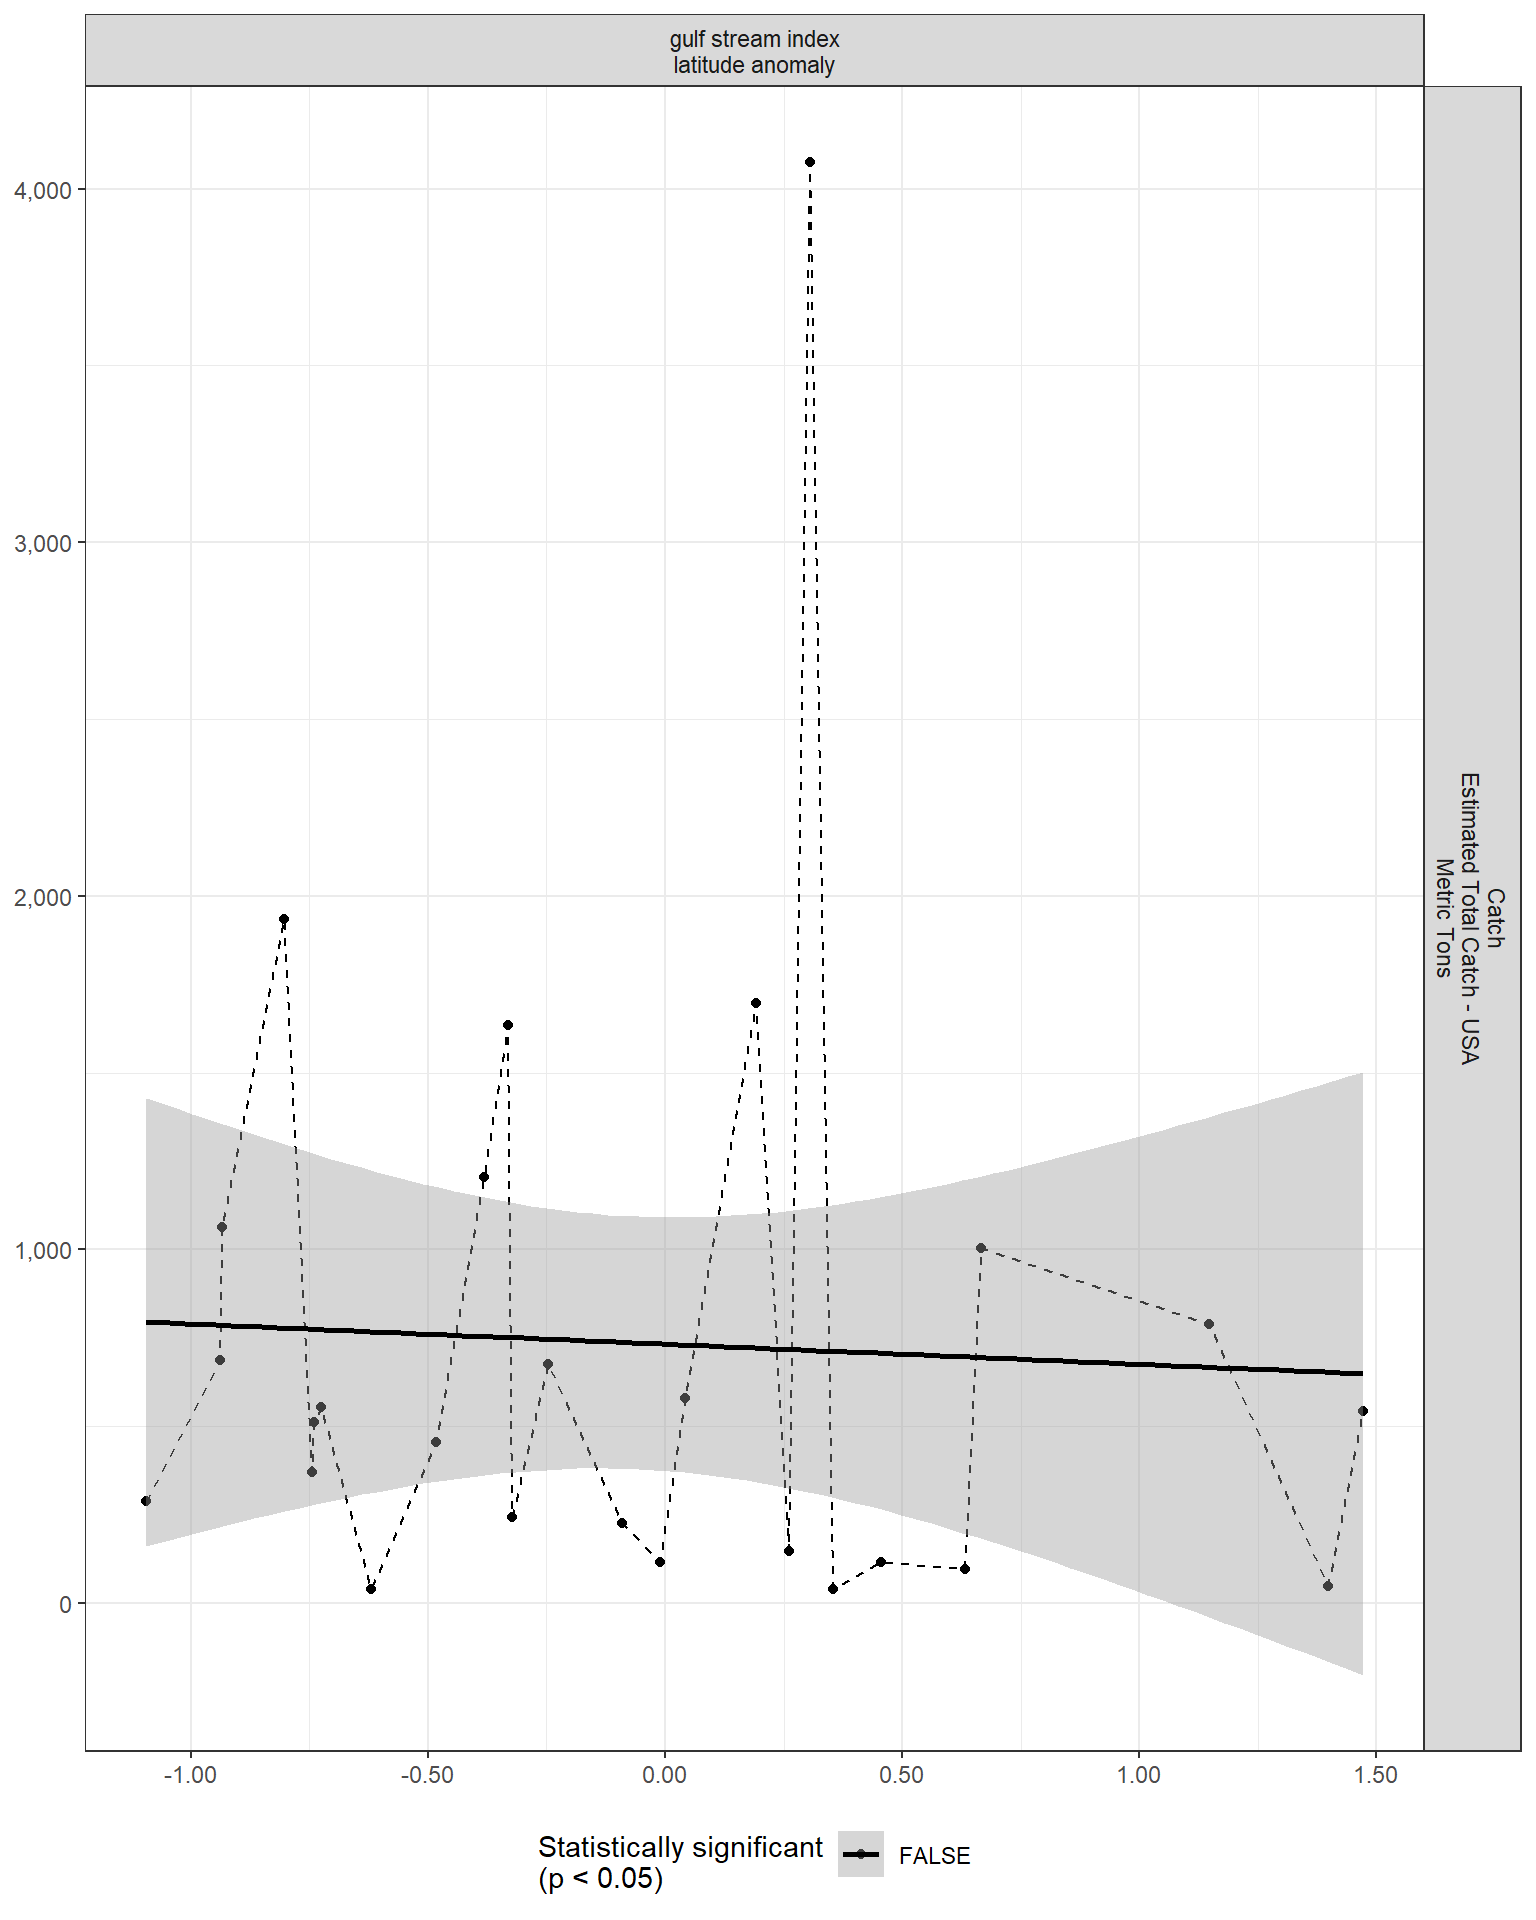 gulf stream index
latitude anomaly
4,000
3,000
2,000
1,000
0
Catch
Estimated Total Catch - USA
Metric Tons
-1.00
-0.50
0.00
0.50
1.00
1.50
Statistically significant
(p < 0.05)
FALSE